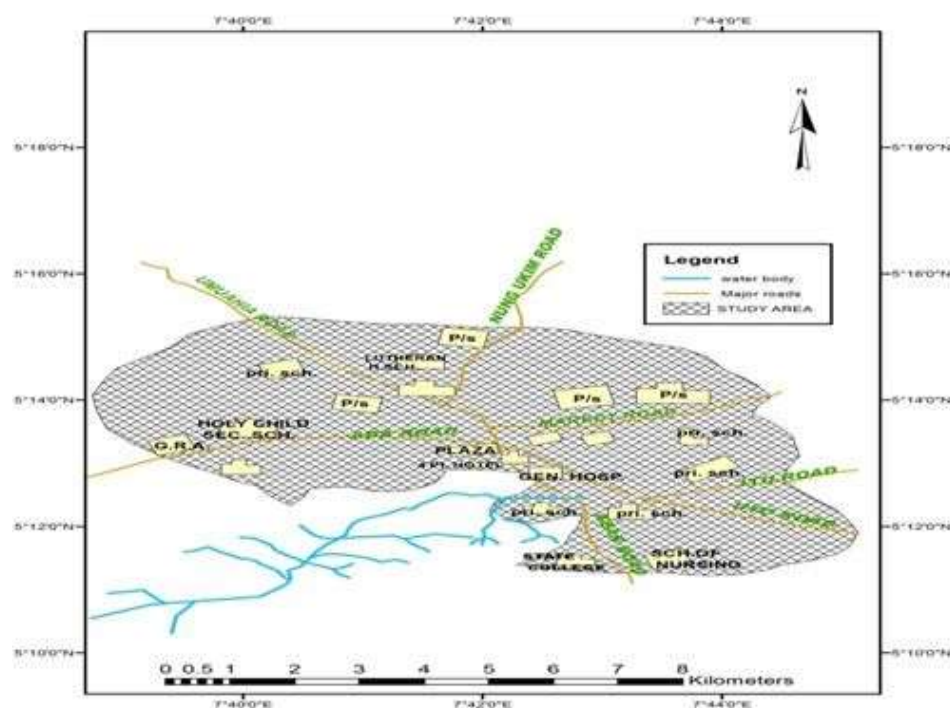 7°40'0"E 7°42'0"E 7°44'0"E
N
5°18'0"N 5°18'0"N
5°16'0"N 5°16'0"N
NUNG UKIM ROAD
Legend
water body
Major roads
STUDY AREA
P/s
LUTHERAN
H.SCH.
pri. sch.
P/s
P/s
P/s
5°14'0"N 5°14'0"N
MARKET ROAD
HOLY CHILD
SEC. SCH.
G.R.A.
PLAZA
GEN. HOSP
pri. sch
ITU ROAD
5°12'0"N 5°12'0"N
pri. sch
pri. sch.
STATE
COLLEGE
SCH.OF
NURSING
5°10'0"N 5°10'0"N
0 0.5 1 2 3 4 5 6 7 8
Kilometers
7°40'0"E 7°42'0"E 7°44'0"E